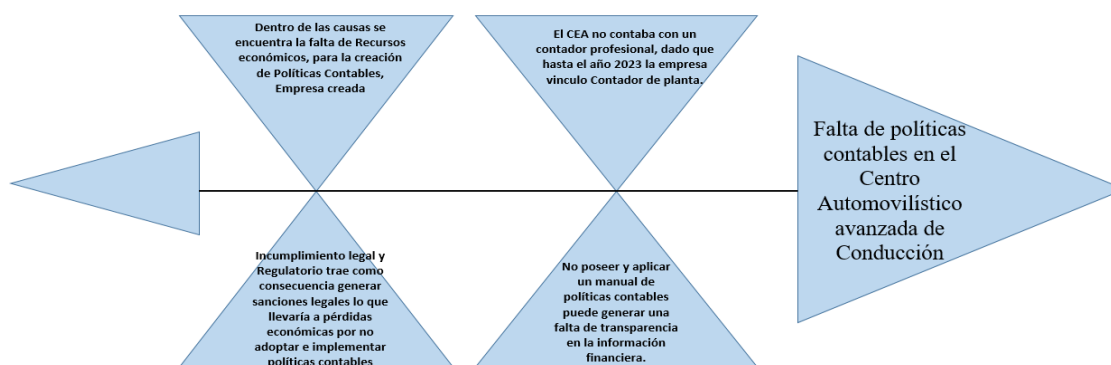 Dentro de las causas se
encuentra la falta de Recursos
económicos, para la creación
de Políticas Contables,
Empresa creada
El CEA no contaba con un
contador profesional, dado que
hasta el año 2023 la empresa
vinculo Contador de planta.
Falta de políticas
contables en el
Centro
Automovilístico
avanzada de
Conducción
Incumplimiento legal y
Regulatorio trae como
consecuencia generar
sanciones legales lo que
llevaría a pérdidas
económicas por no
adoptar e implementar
políticas contables
No poseer y aplicar
un manual de
políticas contables
puede generar una
falta de transparencia
en la información
financiera.